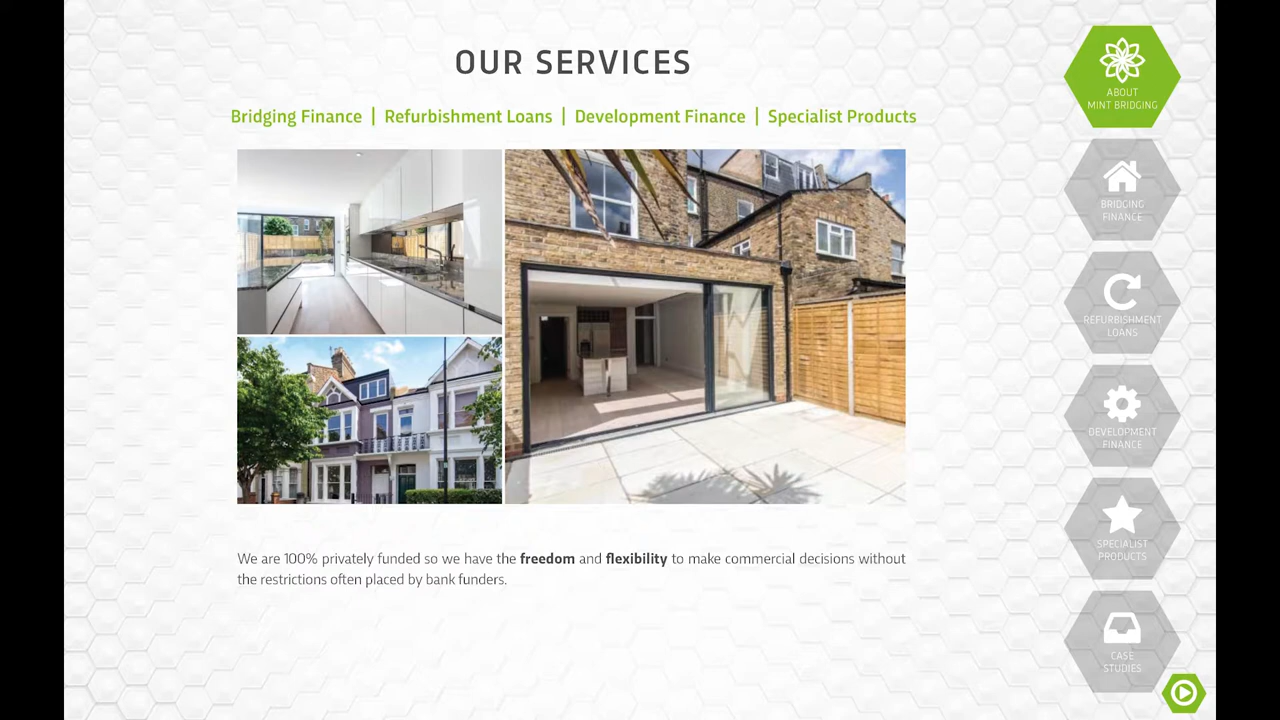 OUR SERVICES
Bridging Finance | Refurbishment Loans | Development Finance | Specialist Products
We are 100% privately funded so we have the freedom and flexibility to make commercial decisions without
the restrictions often placed by bank funders.
ABOUT
MINT BRIDGING
BRIDGING
FINANCE
REFURBISHMENT
LOANS
DEVELOPMENT
FINANCE
SPECIALIST
PRODUCTS
CASE
STUDIES